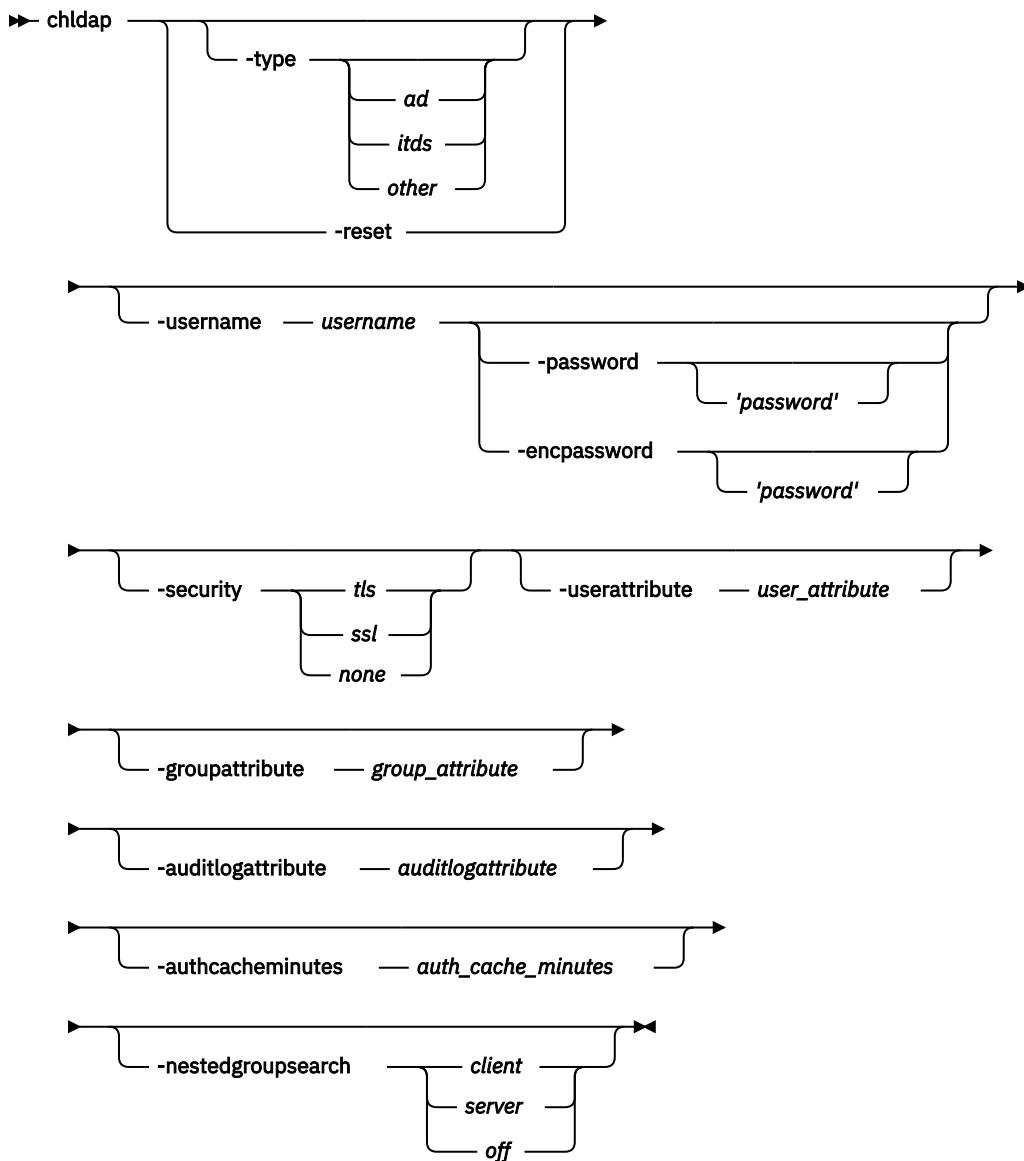 chldap
-type
ad
itds
other
-reset
-username username
-password
'password'
-encpassword
'password'
-security tls -userattribute user_attribute
ssl
none
-groupattribute group_attribute
-auditlogattribute auditlogattribute
-authcacheminutes auth_cache_minutes
-nestedgroupsearch client
server
off